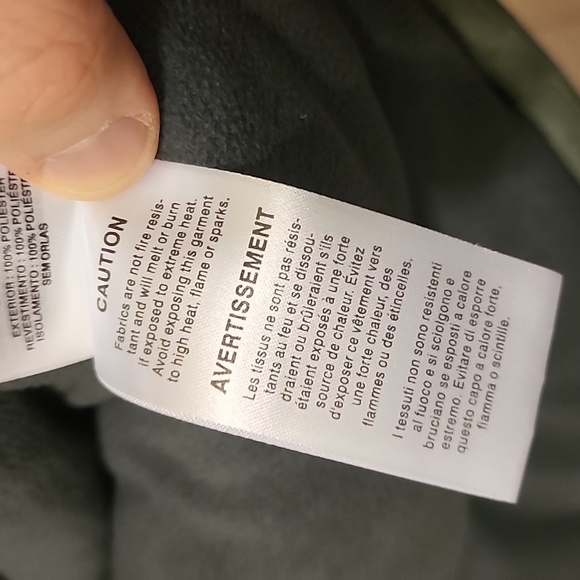 EXTERIOR : 100% POLIÉSTER
REVESTIMENTO : 100% POLIÉST
ISOLAMENTO : 100% POLIÉST
SEM ORLAS
CAUTION
Fabrics are not fire resis-
tant and will melt or burn
if exposed to extreme heat.
Avoid exposing this garment
to high heat, flame or sparks.
AVERTISSEMENT
Les tissus ne sont pas résis-
tants au feu et se dissou-
draient ou brûleraient s'ils
étaient exposés à une forte
source de chaleur. Évitez
d'exposer ce vêtement vers
une forte chaleur, des
flammes ou des étincelles.
I tessuti non sono resistenti
al fuoco e si sciolgono e
bruciano se esposti a calore
estremo. Evitare di esporre
questo capo a calore forte,
fiamma o scintille.